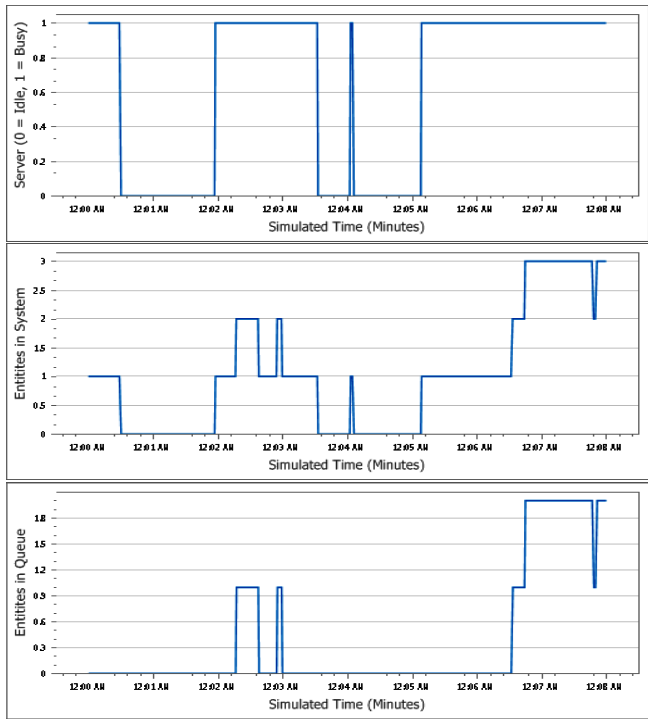 Server (0 = Idle, 1 = Busy)
1
0.8
0.6
0.4
0.2
0
12:00 AM 12:01 AM 12:02 AM 12:03 AM 12:04 AM 12:05 AM 12:06 AM 12:07 AM 12:08 AM
Simulated Time (Minutes)
Entitites in System
3
2.5
2
1.5
1
0.5
0
12:00 AM 12:01 AM 12:02 AM 12:03 AM 12:04 AM 12:05 AM 12:06 AM 12:07 AM 12:08 AM
Simulated Time (Minutes)
Entitites in Queue
1.8
1.5
1.2
0.9
0.6
0.3
0
12:00 AM 12:01 AM 12:02 AM 12:03 AM 12:04 AM 12:05 AM 12:06 AM 12:07 AM 12:08 AM
Simulated Time (Minutes)